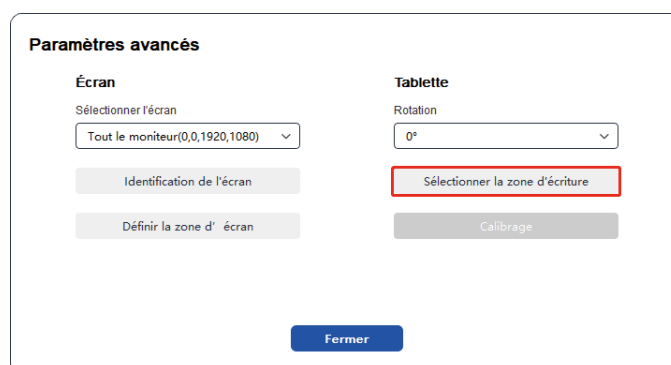 Paramètres avancés
Écran
Sélectionner l'écran
Tout le moniteur(0,0,1920,1080)
Identification de l'écran
Définir la zone d’ écran
Tablette
Rotation
0°
Sélectionner la zone d'écriture
Calibrage
Fermer